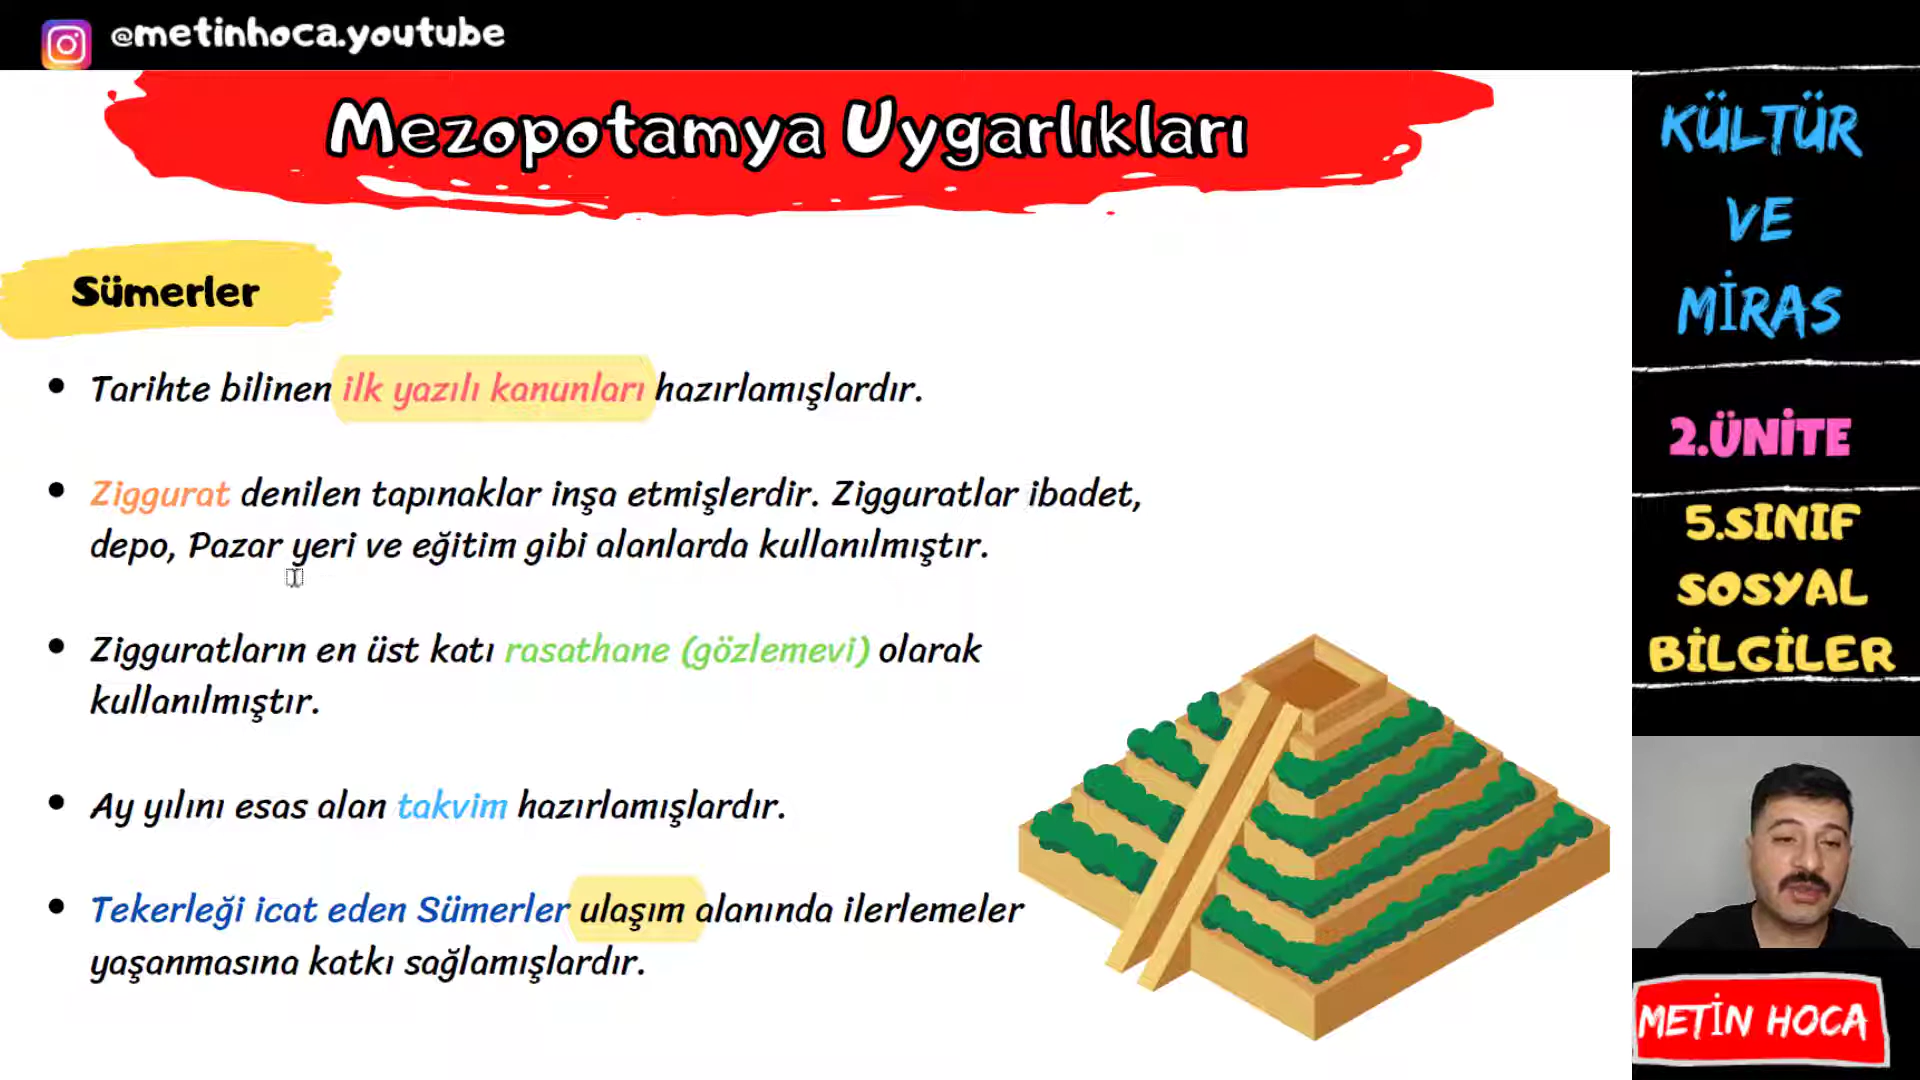 @metinhoca.youtube
Mezopotamya Uygarlıkları
Sümerler
• Tarihte bilinen ilk yazılı kanunları hazırlamışlardır.
• Ziggurat denilen tapınaklar inşa etmişlerdir. Zigguratlar ibadet,
depo, Pazar yeri ve eğitim gibi alanlarda kullanılmıştır.
• Zigguratların en üst katı rasathane (gözlemevi) olarak
kullanılmıştır.
• Ay yılını esas alan takvim hazırlamışlardır.
• Tekerleği icat eden Sümerler ulaşım alanında ilerlemeler
yaşanmasına katkı sağlamışlardır.
KÜLTÜR
VE
MİRAS
2.ÜNİTE
5.SINIF
SOSYAL
BİLGİLER
METİN HOCA